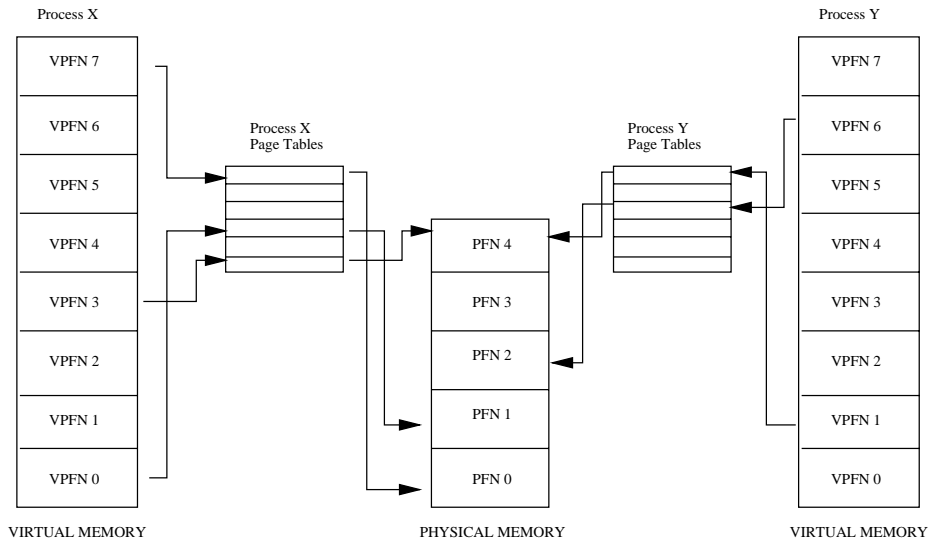 Process X
Process Y
VPFN 7
VPFN 6
VPFN 5
VPFN 4
VPFN 3
VPFN 2
VPFN 1
VPFN 0
VIRTUAL MEMORY
Process X
Page Tables
PFN 4
PFN 3
PFN 2
PFN 1
PFN 0
PHYSICAL MEMORY
Process Y
Page Tables
VPFN 7
VPFN 6
VPFN 5
VPFN 4
VPFN 3
VPFN 2
VPFN 1
VPFN 0
VIRTUAL MEMORY